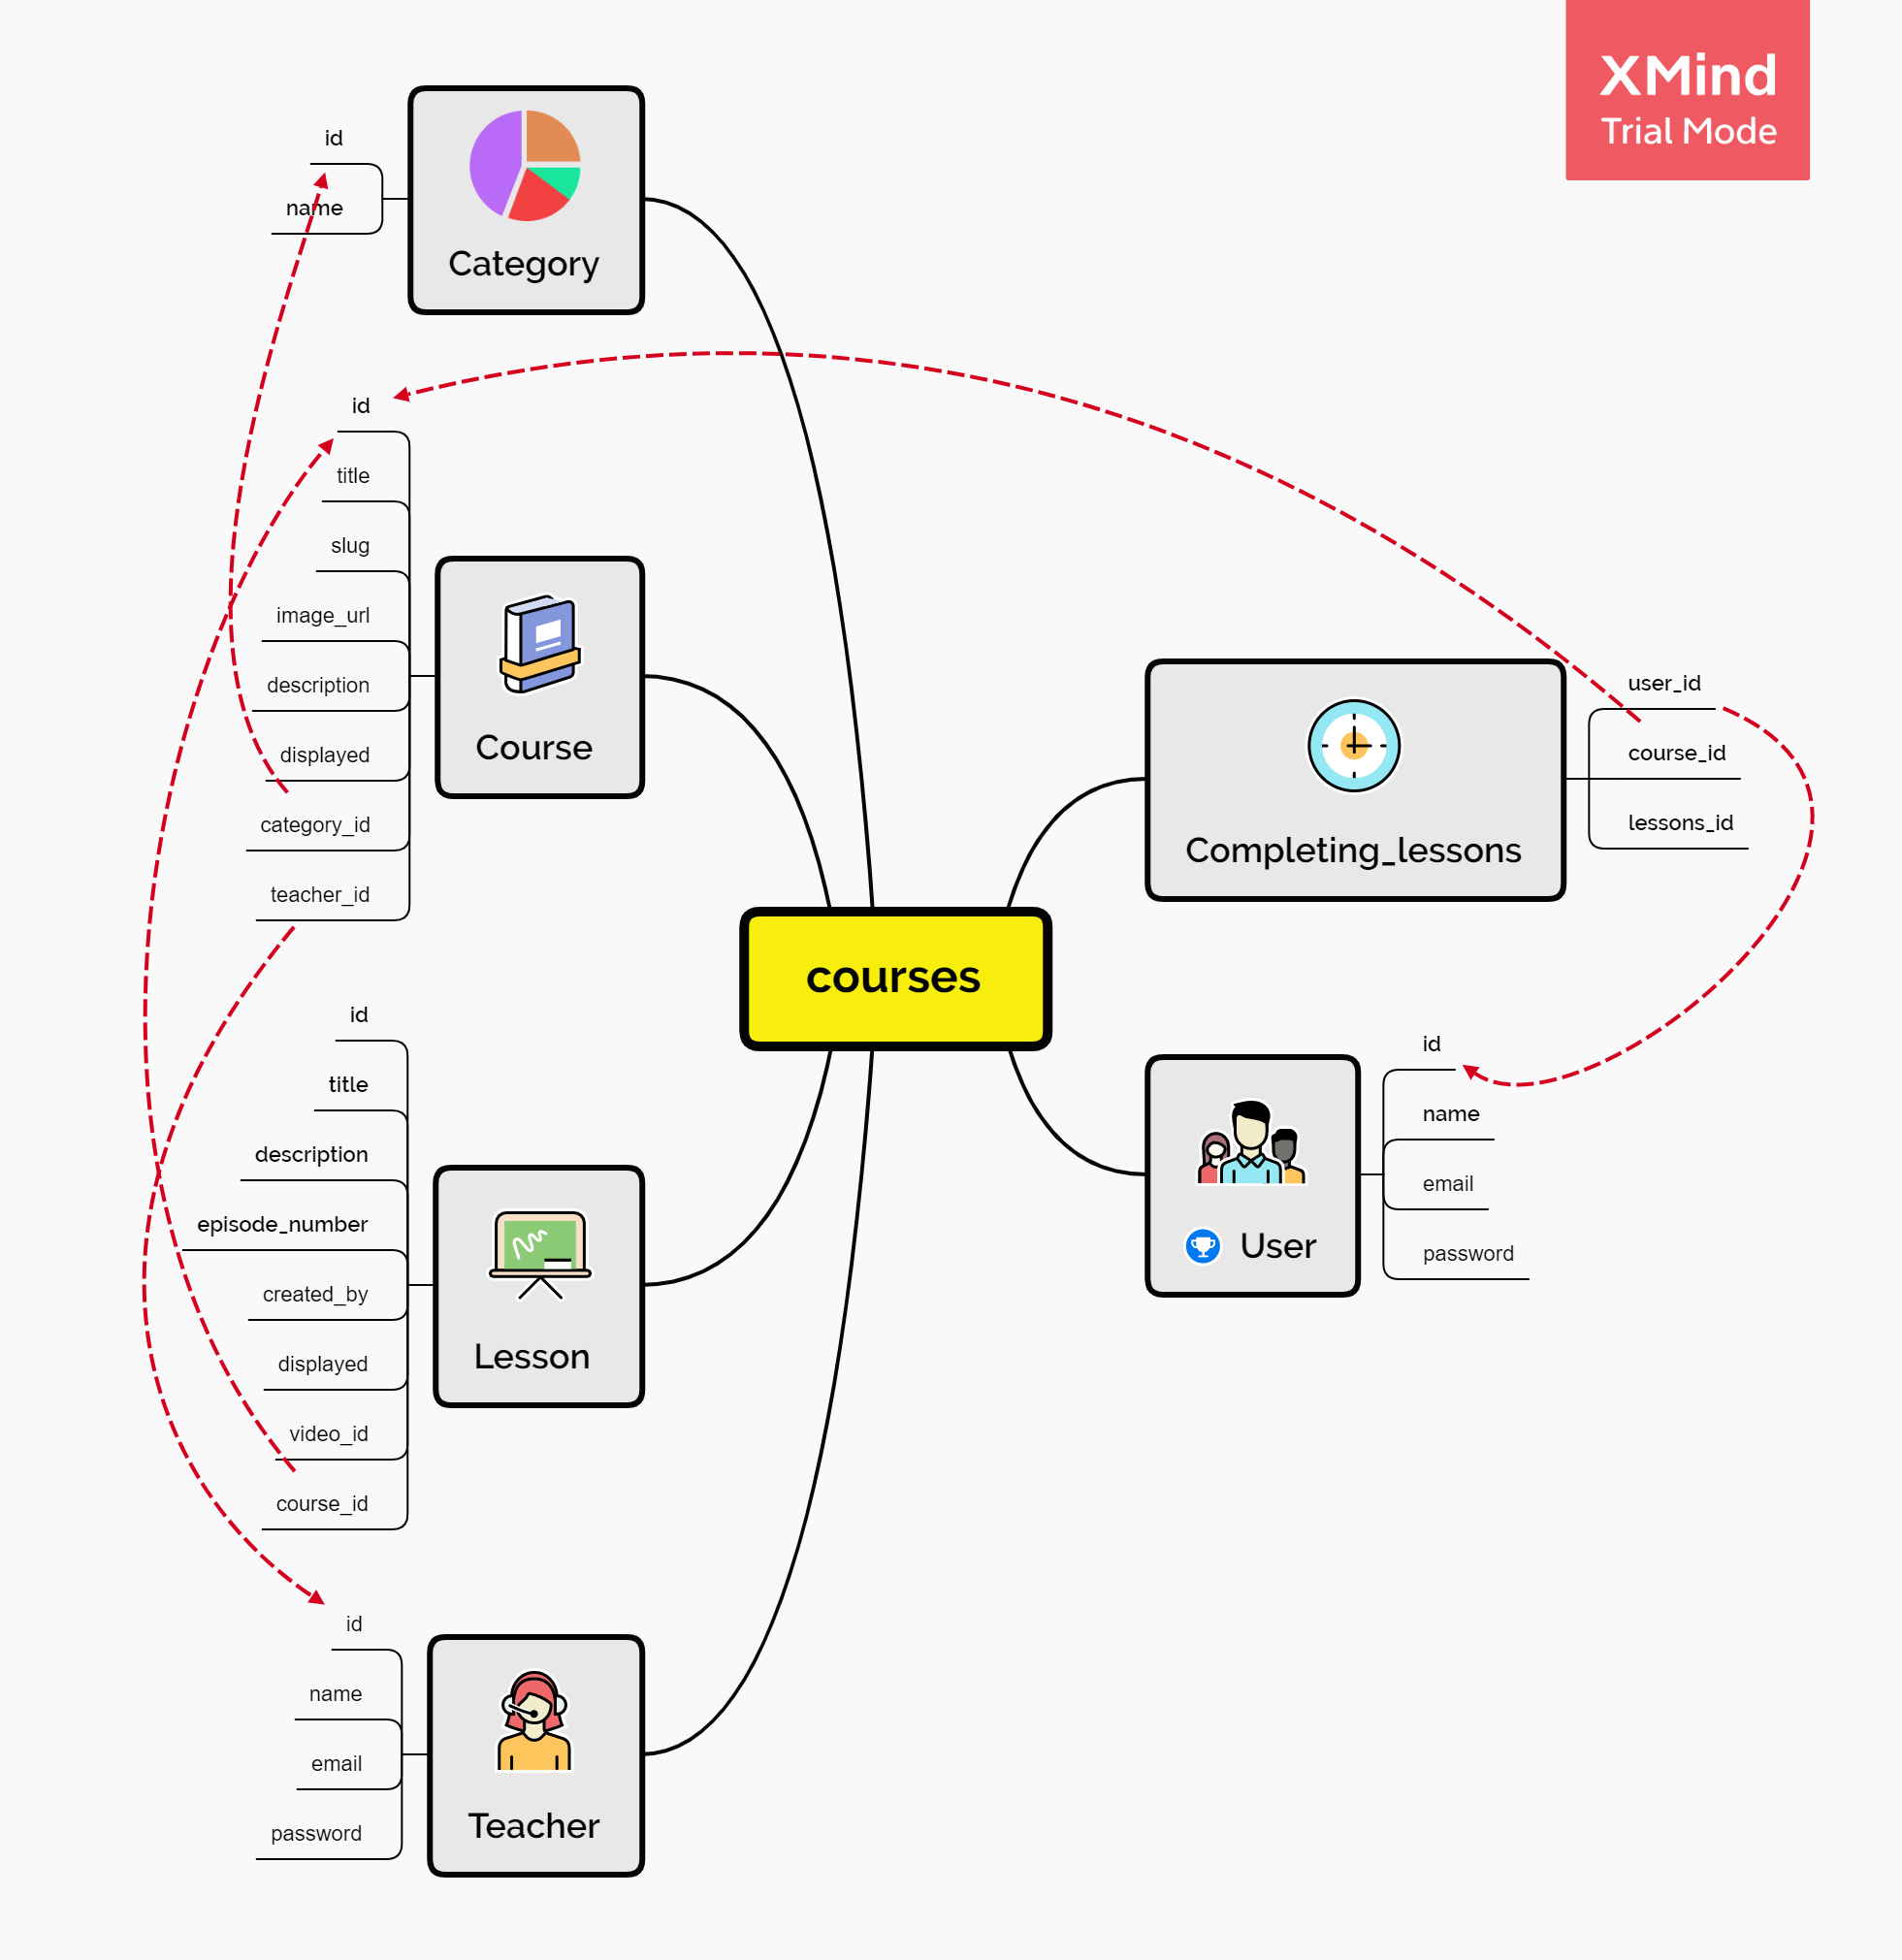 XMind
Trial Mode
id
name
Category
id
title
slug
image_url
description
displayed
category_id
teacher_id
Course
id
title
description
episode_number
created_by
displayed
video_id
course_id
Lesson
id
name
email
password
Teacher
courses
Completing_lessons
user_id
course_id
lessons_id
User
id
name
email
password